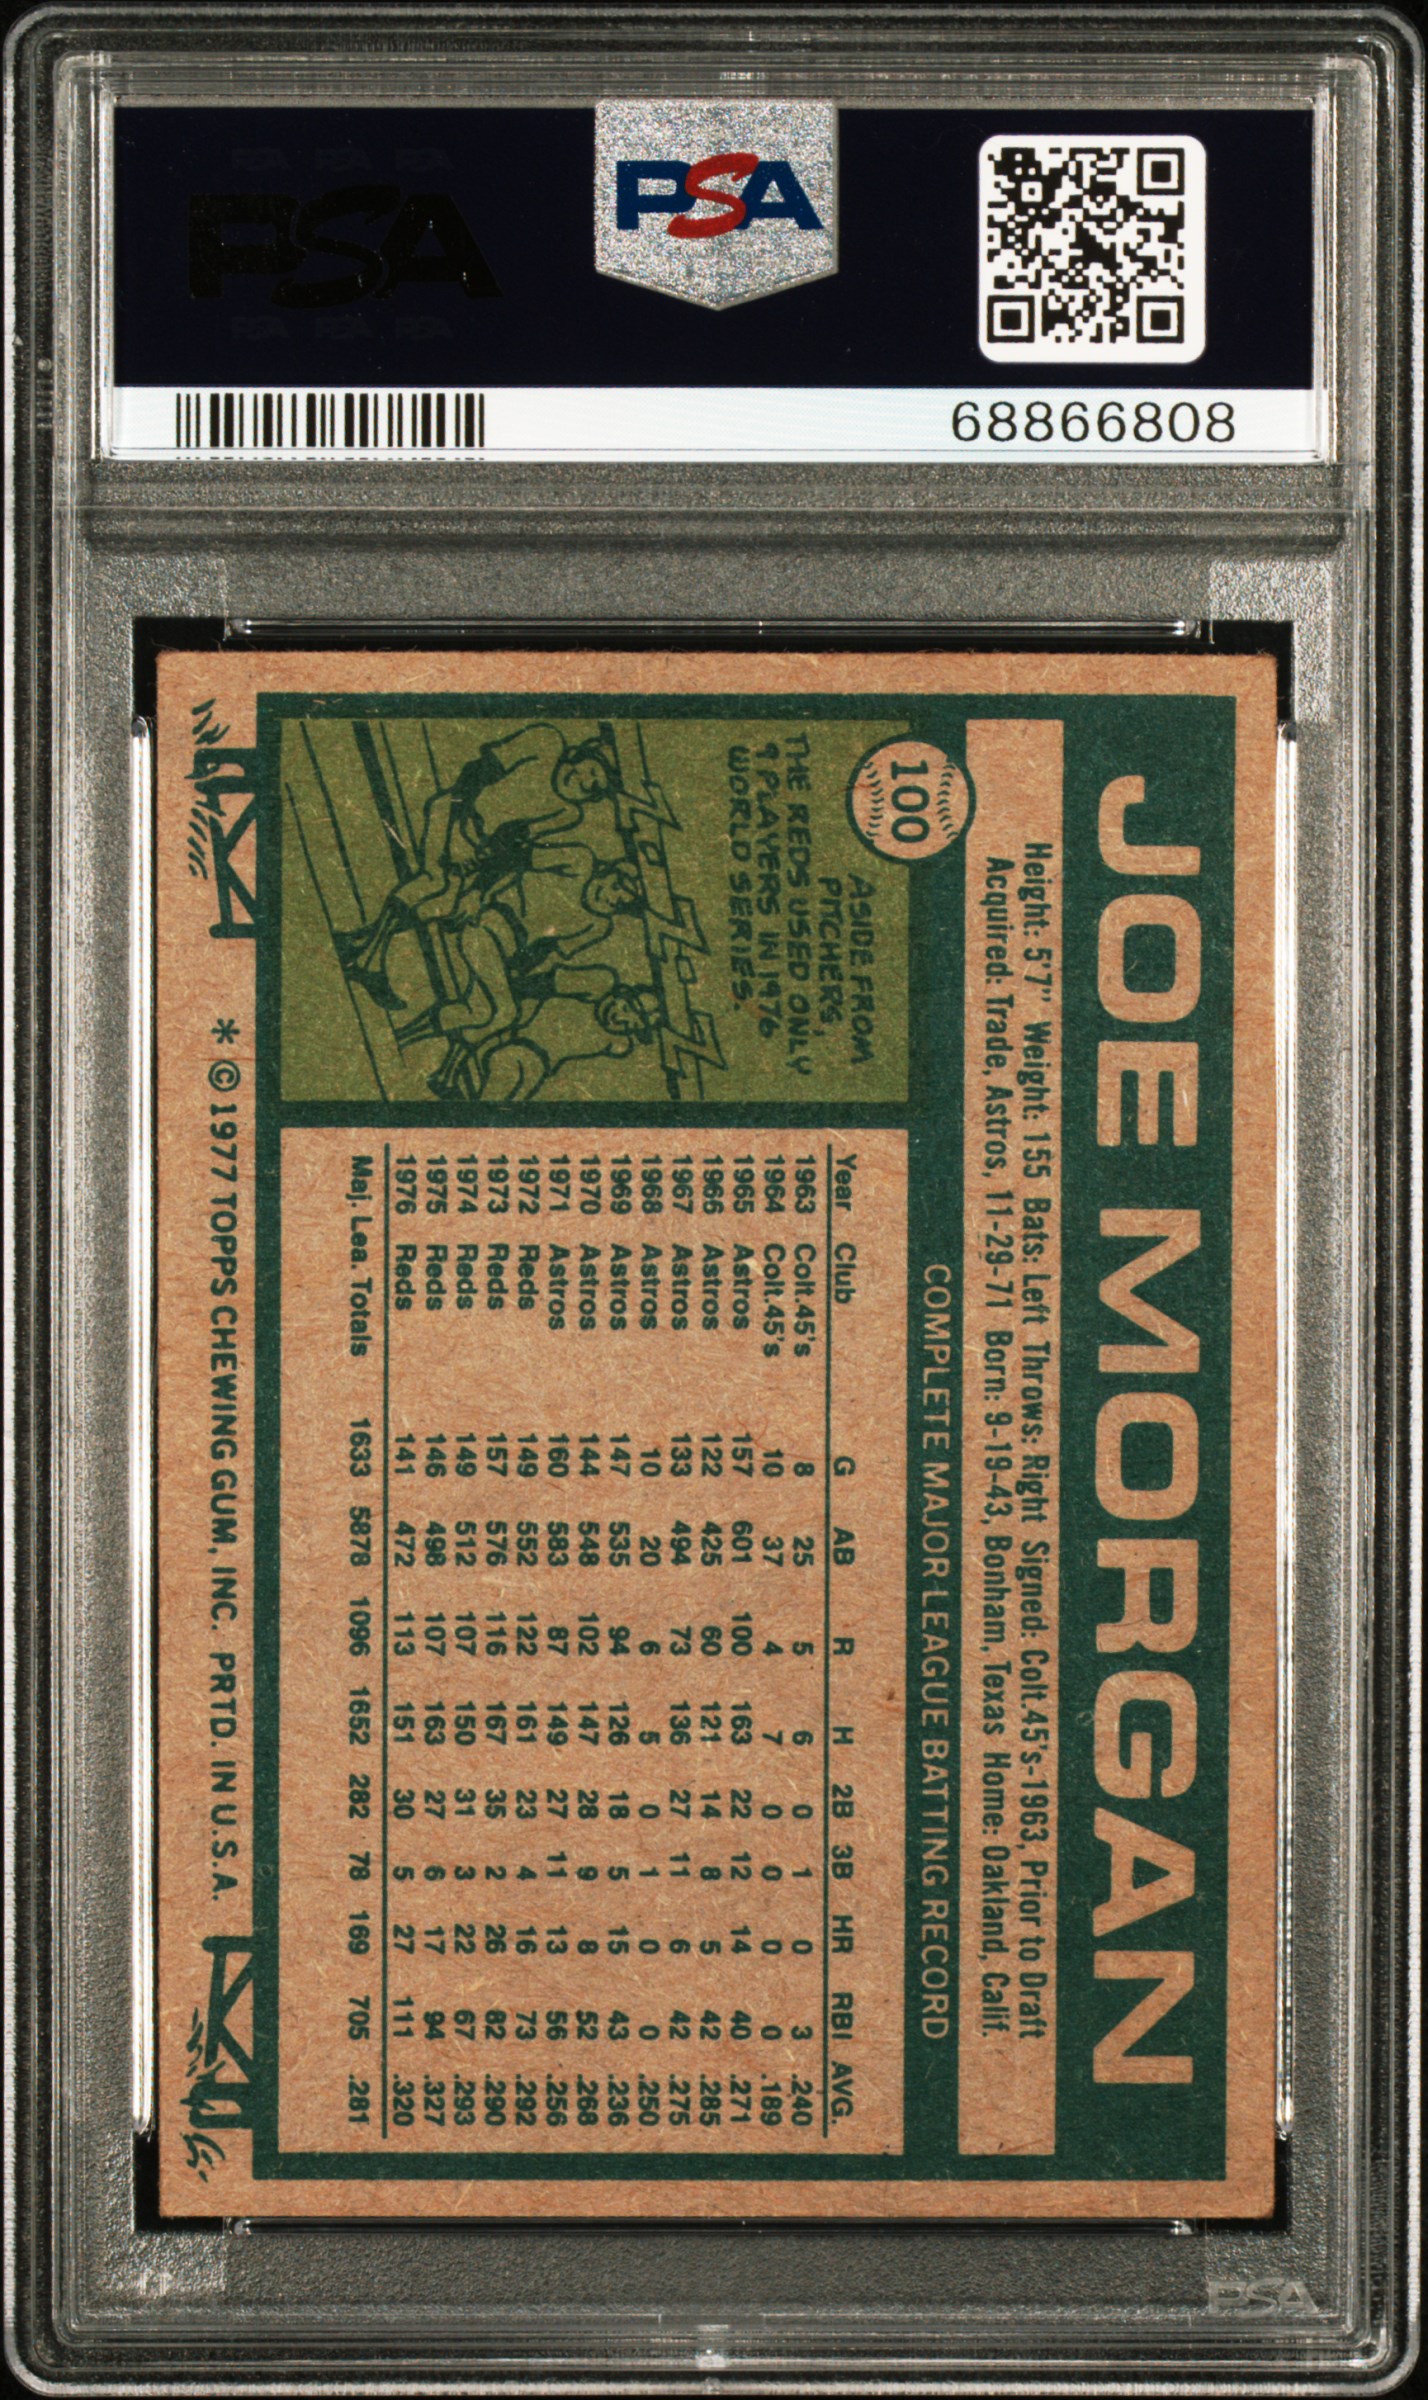 PSA
PSA
68866808
JOE MORGAN
Height: 5'7" Weight: 155 Bats: Left Throws: Right Signed: Colt.45's-1963, Prior to Draft
Acquired: Trade, Astros, 11-29-71 Born: 9-19-43, Bonham, Texas Home: Oakland, Calif.
100
ASIDE FROM
PITCHERS,
THE REDS USED ONLY
9 PLAYERS IN 1976
WORLD SERIES.
COMPLETE MAJOR LEAGUE BATTING RECORD
Year Club G AB R H 2B 3B HR RBI AVG.
1963 Colt.45's 8 25 5 6 0 1 0 3 .240
1964 Colt.45's 10 37 4 7 0 0 0 0 .189
1965 Astros 157 601 100 163 22 12 14 40 .271
1966 Astros 122 425 60 121 14 8 5 42 .285
1967 Astros 133 494 73 136 27 11 6 42 .275
1968 Astros 10 20 6 5 0 1 0 0 .250
1969 Astros 147 535 94 126 18 5 15 43 .236
1970 Astros 144 548 102 147 28 9 8 52 .268
1971 Astros 160 583 87 149 27 11 13 56 .256
1972 Reds 149 552 122 161 23 4 16 73 .292
1973 Reds 157 576 116 167 35 2 26 82 .290
1974 Reds 149 512 107 150 31 3 22 67 .293
1975 Reds 146 498 107 163 27 6 17 94 .327
1976 Reds 141 472 113 151 30 5 27 111 .320
Maj. Lea. Totals 1633 5878 1096 1652 282 78 169 705 .281
* © 1977 TOPPS CHEWING GUM, INC. PRTD. IN U.S.A.
PSA